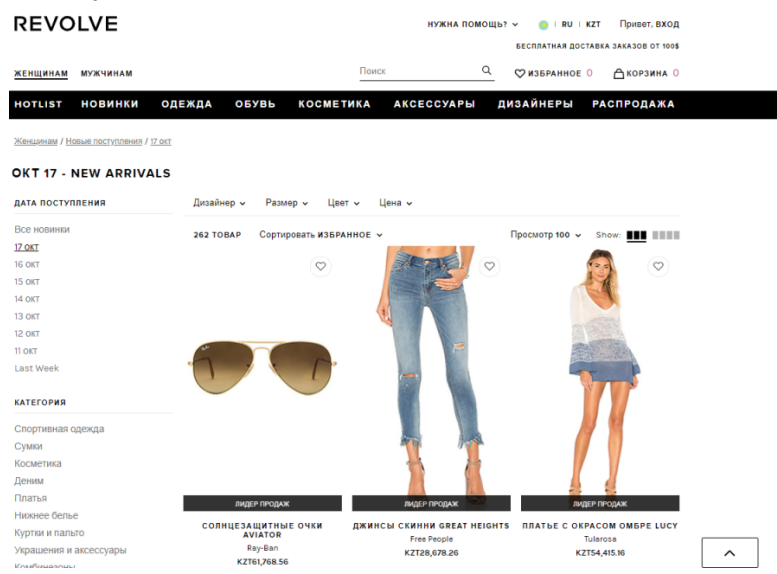 REVOLVE
НУЖНА ПОМОЩЬ? RU KZT Привет, ВХОД
БЕСПЛАТНАЯ ДОСТАВКА ЗАКАЗОВ ОТ 100$
ЖЕНЩИНАМ МУЖЧИНАМ Поиск ИЗБРАННОЕ 0 КОРЗИНА 0
HOTLIST НОВИНКИ ОДЕЖДА ОБУВЬ КОСМЕТИКА АКСЕССУАРЫ ДИЗАЙНЕРЫ РАСПРОДАЖА
Женщинам / Новые поступления / 17 окт
ОКТ 17 - NEW ARRIVALS
ДАТА ПОСТУПЛЕНИЯ
Все новинки
17 ОКТ
16 ОКТ
15 ОКТ
14 ОКТ
13 ОКТ
12 ОКТ
11 ОКТ
Last Week
КАТЕГОРИЯ
Спортивная одежда
Сумки
Косметика
Деним
Платья
Нижнее белье
Куртки и пальто
Украшения и аксессуары
Комбинезоны
Дизайнер Размер Цвет Цена
262 ТОВАР Сортировать ИЗБРАННОЕ Просмотр 100 Show:
ЛИДЕР ПРОДАЖ
СОЛНЦЕЗАЩИТНЫЕ ОЧКИ
AVIATOR
Ray-Ban
KZT61,768.56
ЛИДЕР ПРОДАЖ
ДЖИНСЫ СКИННИ GREAT HEIGHTS
Free People
KZT28,678.26
ЛИДЕР ПРОДАЖ
ПЛАТЬЕ С ОКРАСОМ ОМБРЕ LUCY
Tularosa
KZT54,415.16